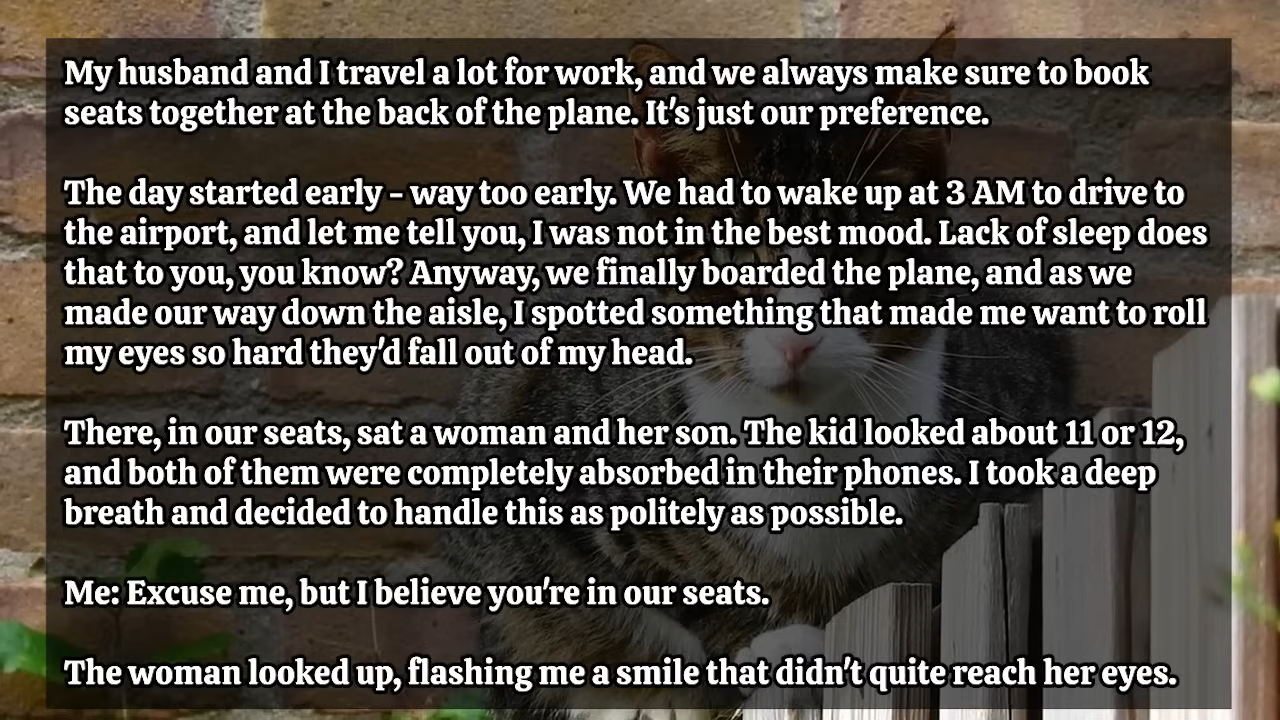 My husband and I travel a lot for work, and we always make sure to book
seats together at the back of the plane. It's just our preference.
The day started early - way too early. We had to wake up at 3 AM to drive to
the airport, and let me tell you, I was not in the best mood. Lack of sleep does
that to you, you know? Anyway, we finally boarded the plane, and as we
made our way down the aisle, I spotted something that made me want to roll
my eyes so hard they'd fall out of my head.
There, in our seats, sat a woman and her son. The kid looked about 11 or 12,
and both of them were completely absorbed in their phones. I took a deep
breath and decided to handle this as politely as possible.
Me: Excuse me, but I believe you're in our seats.
The woman looked up, flashing me a smile that didn't quite reach her eyes.